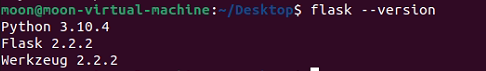 moon@moon-virtual-machine:~/Desktop$ flask --version
Python 3.10.4
Flask 2.2.2
Werkzeug 2.2.2